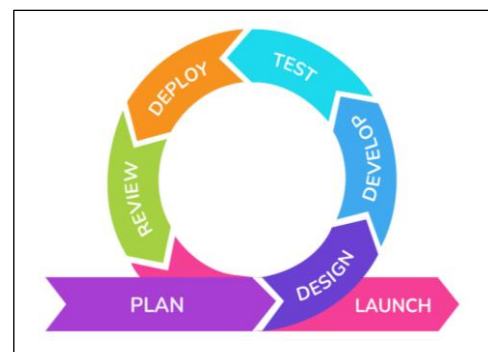 PLAN
DESIGN
DEVELOP
TEST
DEPLOY
REVIEW
LAUNCH